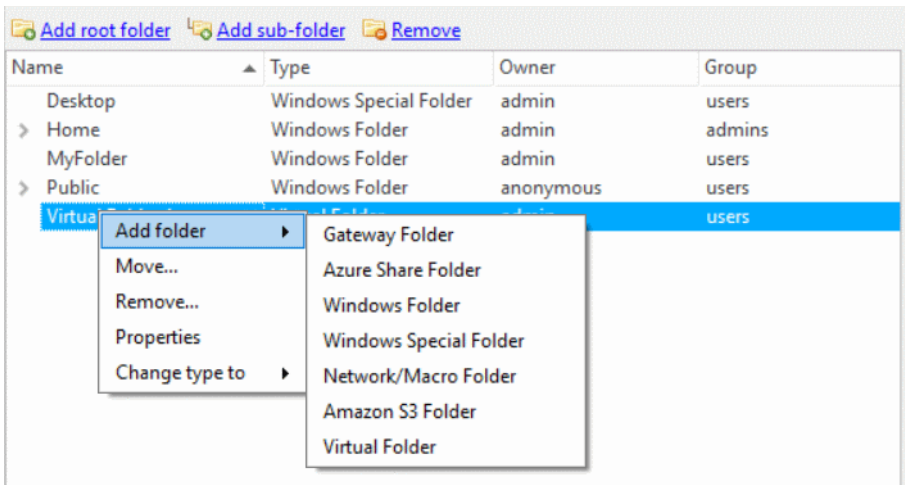 Add root folder Add sub-folder Remove
Name Type Owner Group
Desktop Windows Special Folder admin users
Home Windows Folder admin admins
MyFolder Windows Folder admin users
Public Windows Folder anonymous users
users
Add folder
Move...
Remove...
Properties
Change type to
Gateway Folder
Azure Share Folder
Windows Folder
Windows Special Folder
Network/Macro Folder
Amazon S3 Folder
Virtual Folder